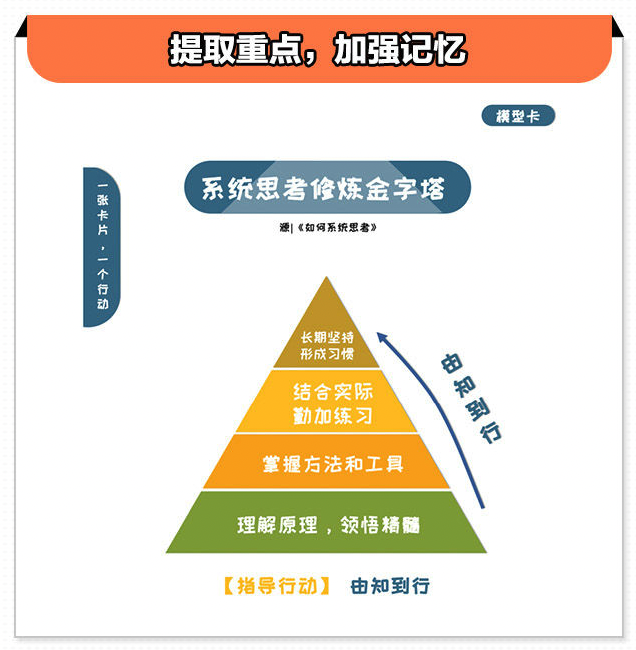 提取重点，加强记忆
模型卡
一张卡片，一个行动
系统思考修炼金字塔
源|《如何系统思考》
长期坚持
形成习惯
结合实际
勤加练习
掌握方法和工具
理解原理，领悟精髓
由知到行
【指导行动】 由知到行